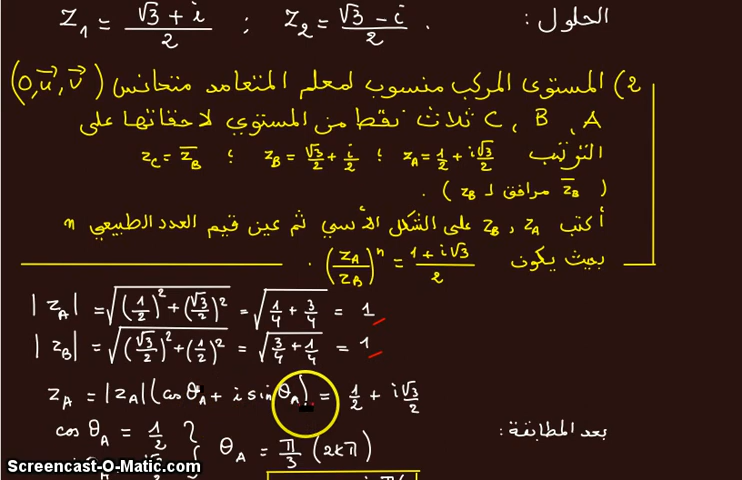 الحلول : Z₁ = (√3 + i)/2 ; Z₂ = (√3 - i)/2 .
2) المستوي المركب منسوب لمعلم المتعامد متجانس (O, u⃗, v⃗)
A ، B ، C ثلاث نقط من المستوي لاحقاتها على
الترتيب z_A = 1/2 + i√3/2 ؛ z_B = √3/2 + i/2 ؛ z_C = z̄_B
( z̄_B مرافق لـ z_B ) .
أكتب z_A ، z_B على الشكل الأسي ثم عين قيم العدد الطبيعي n
بحيث يكون (z_A/z_B)ⁿ = (1 + i√3)/2 .
|z_A| = √((1/2)² + (√3/2)²) = √(1/4 + 3/4) = 1
|z_B| = √((√3/2)² + (1/2)²) = √(3/4 + 1/4) = 1
z_A = |z_A| (cos θ_A + i sin θ_A) = 1/2 + i√3/2
بعد المطابقة :
cos θ_A = 1/2 } θ_A = π/3 (2kπ)
Screencast-O-Matic.com